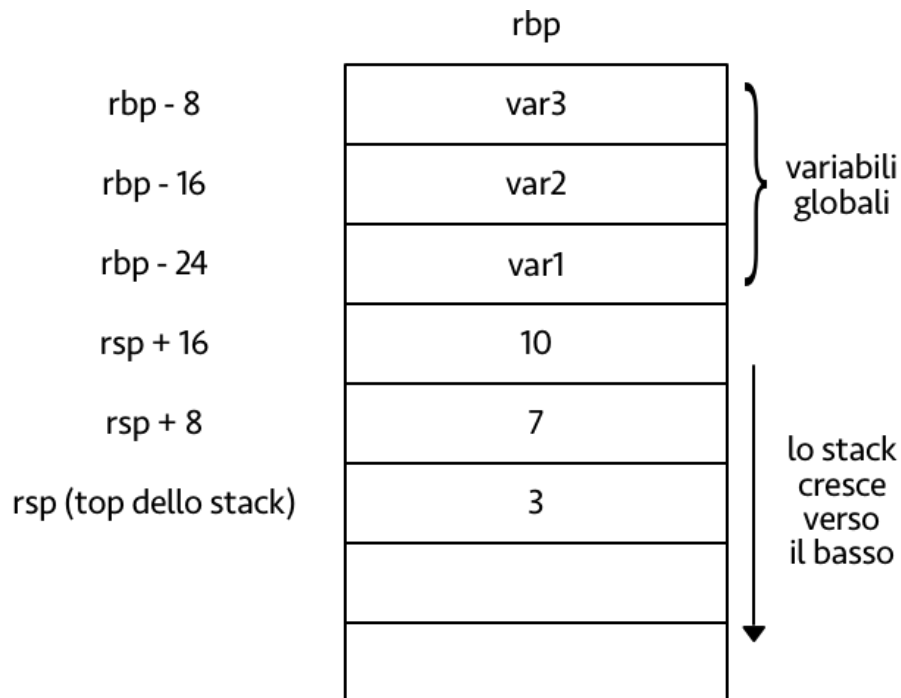 rbp
rbp - 8
var3
rbp - 16
var2
variabili
globali
rbp - 24
var1
rsp + 16
10
rsp + 8
7
rsp (top dello stack)
3
lo stack
cresce
verso
il basso